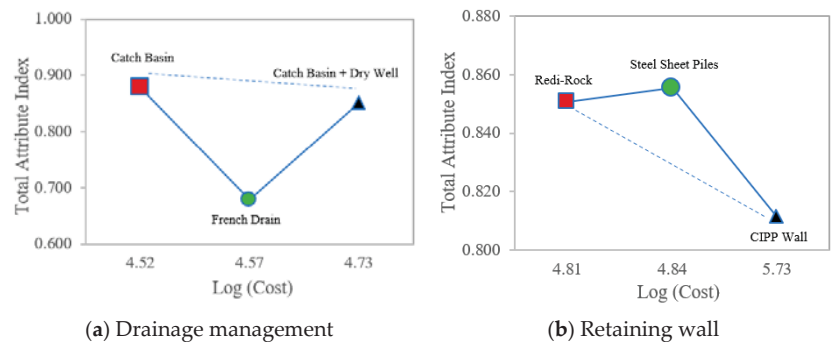 Total Attribute Index
1.000
0.900
0.800
0.700
0.600
Catch Basin
Catch Basin + Dry Well
French Drain
4.52 4.57 4.73
Log (Cost)
(a) Drainage management
Total Attribute Index
0.880
0.860
0.840
0.820
0.800
Redi-Rock
Steel Sheet Piles
CIPP Wall
4.81 4.84 5.73
Log (Cost)
(b) Retaining wall